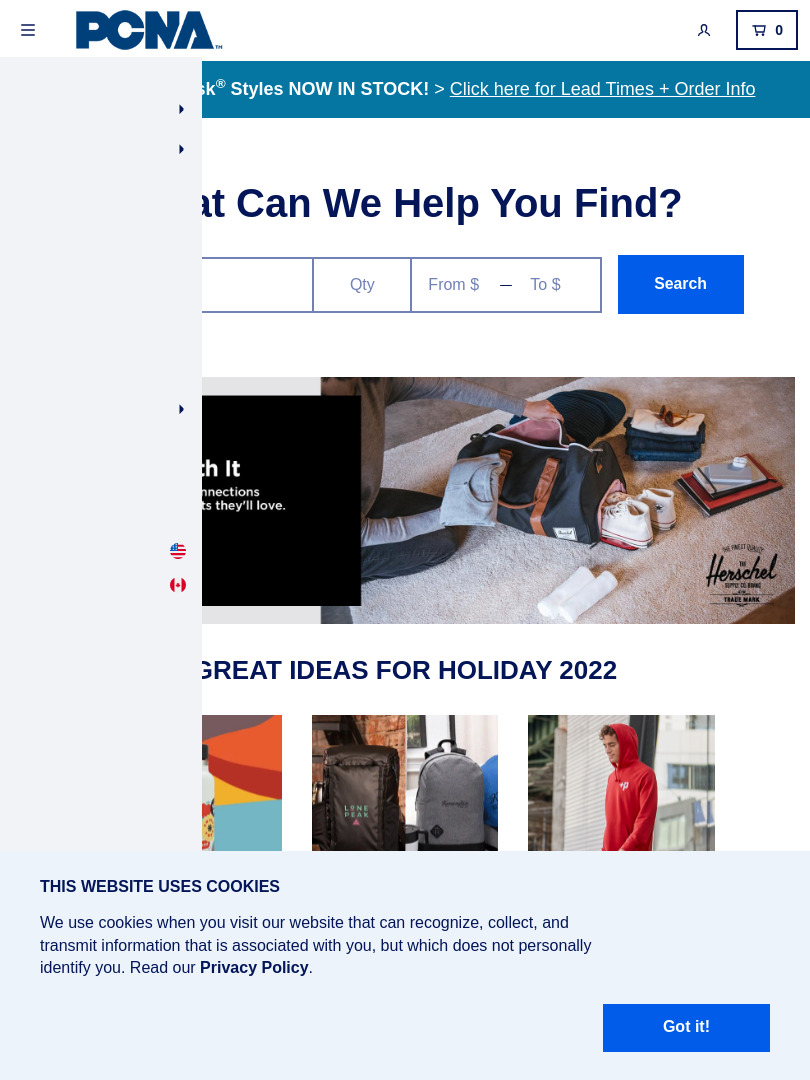 PCNA™
0
sk® Styles NOW IN STOCK! > Click here for Lead Times + Order Info
at Can We Help You Find?
Qty
From $ — To $
Search
th It
nnections
ts they'll love.
THE FINEST QUALITY
THE
Herschel
SUPPLY CO. BRAND
TRADE MARK
GREAT IDEAS FOR HOLIDAY 2022
LONE
PEAK
THIS WEBSITE USES COOKIES
We use cookies when you visit our website that can recognize, collect, and
transmit information that is associated with you, but which does not personally
identify you. Read our Privacy Policy.
Got it!